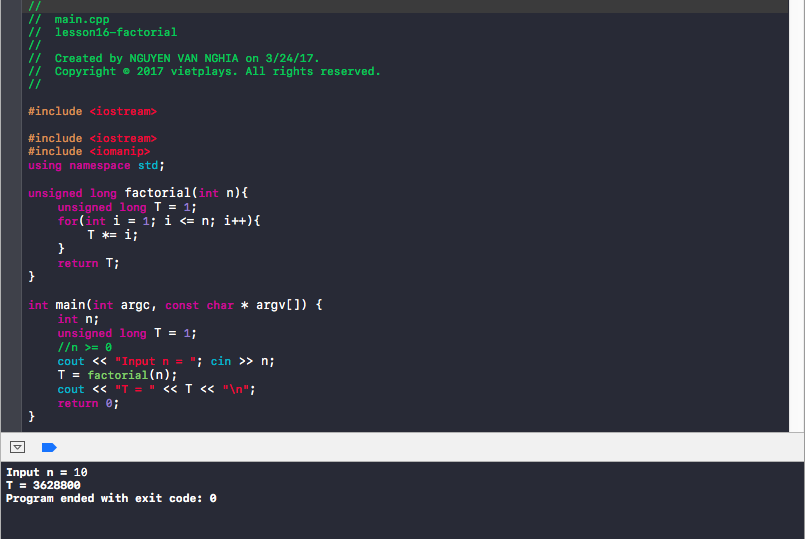 //
//  main.cpp
//  lesson16-factorial
//
//  Created by NGUYEN VAN NGHIA on 3/24/17.
//  Copyright © 2017 vietplays. All rights reserved.
//
#include <iostream>
#include <iostream>
#include <iomanip>
using namespace std;
unsigned long factorial(int n){
    unsigned long T = 1;
    for(int i = 1; i <= n; i++){
        T *= i;
    }
    return T;
}
int main(int argc, const char * argv[]) {
    int n;
    unsigned long T = 1;
    //n >= 0
    cout << "Input n = "; cin >> n;
    T = factorial(n);
    cout << "T = " << T << "\n";
    return 0;
}
Input n = 10
T = 3628800
Program ended with exit code: 0